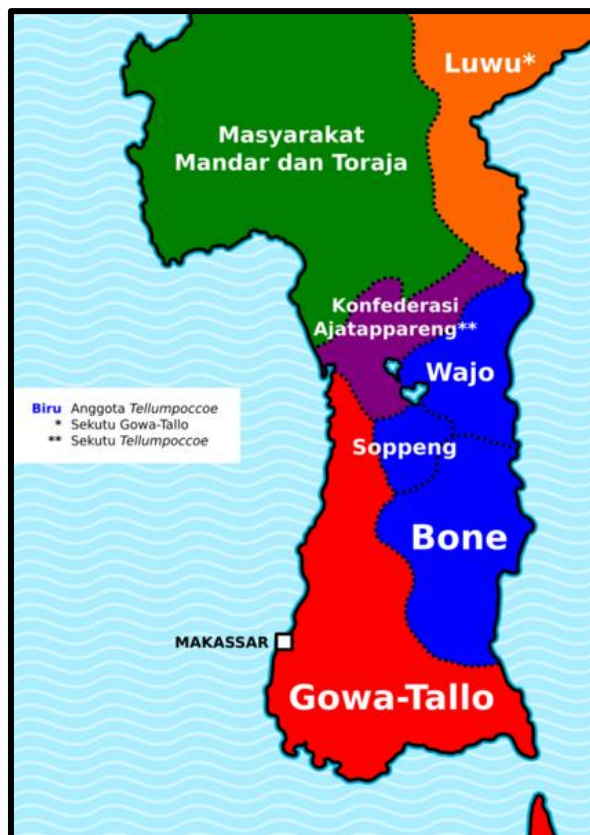 Luwu*
Masyarakat
Mandar dan Toraja
Konfederasi
Ajatappareng**
Wajo
Biru Anggota Tellumpoccoe
* Sekutu Gowa-Tallo
** Sekutu Tellumpoccoe
Soppeng
Bone
MAKASSAR
Gowa-Tallo